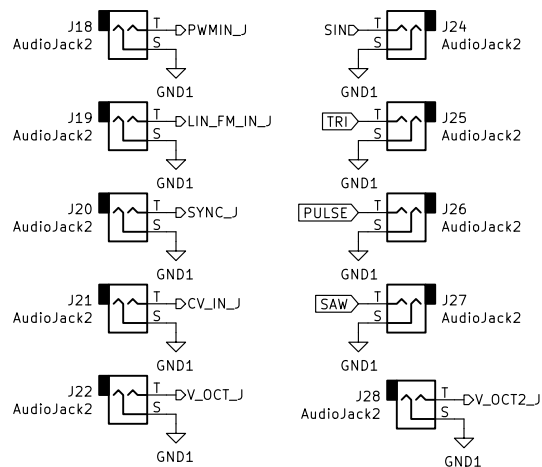 J18
AudioJack2
T
S
PWMIN_J
GND1
J19
AudioJack2
T
S
LIN_FM_IN_J
GND1
J20
AudioJack2
T
S
SYNC_J
GND1
J21
AudioJack2
T
S
CV_IN_J
GND1
J22
AudioJack2
T
S
V_OCT_J
GND1
SIN
T
S
J24
AudioJack2
GND1
TRI
T
S
J25
AudioJack2
GND1
PULSE
T
S
J26
AudioJack2
GND1
SAW
T
S
J27
AudioJack2
GND1
J28
AudioJack2
T
S
V_OCT2_J
GND1